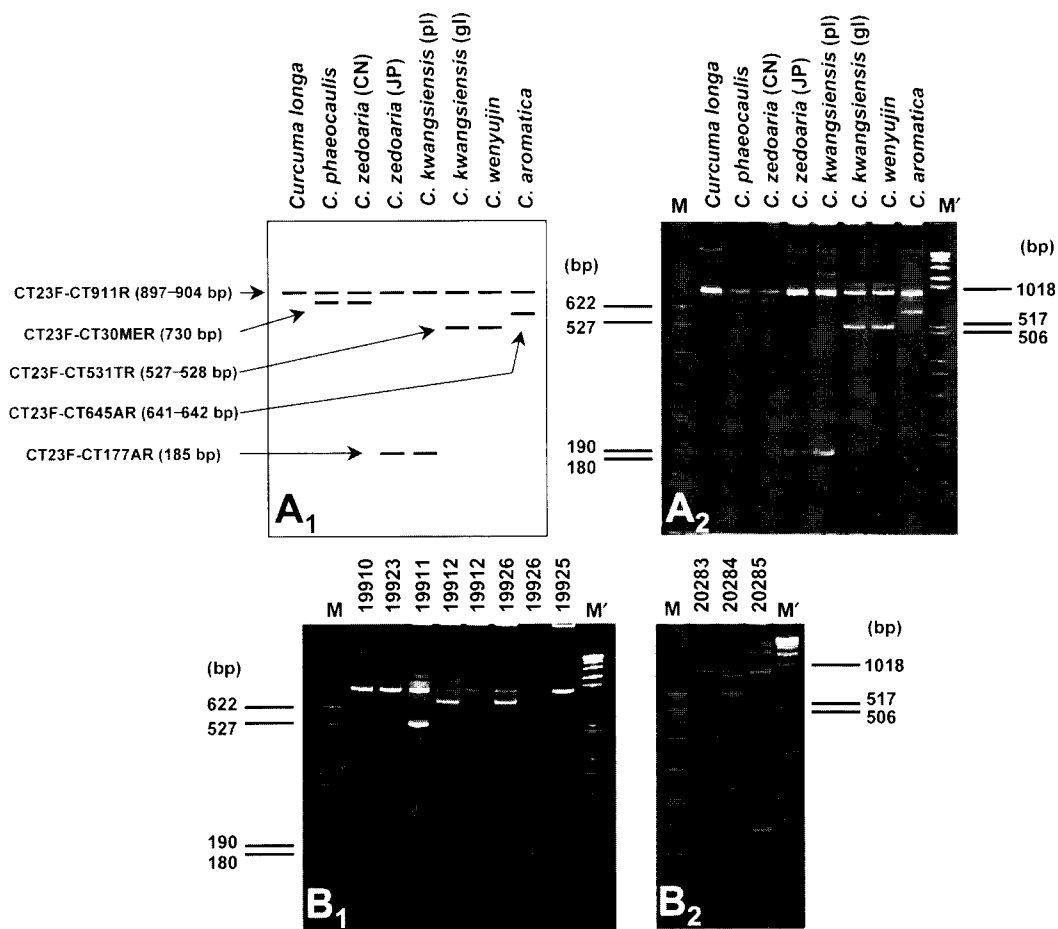 Curcuma longa
C. phaeocaulis
C. zedoaria (CN)
C. zedoaria (JP)
C. kwangsiensis (pl)
C. kwangsiensis (gl)
C. wenyujin
C. aromatica
CT23F-CT911R (897–904 bp)
CT23F-CT30MER (730 bp)
CT23F-CT531TR (527–528 bp)
CT23F-CT645AR (641–642 bp)
CT23F-CT177AR (185 bp)
A1
M
Curcuma longa
C. phaeocaulis
C. zedoaria (CN)
C. zedoaria (JP)
C. kwangsiensis (pl)
C. kwangsiensis (gl)
C. wenyujin
C. aromatica
M′
(bp)
622
527
190
180
(bp)
1018
517
506
A2
M
19910
19923
19911
19912
19912
19926
19926
19925
M′
(bp)
622
527
190
180
B1
M
20283
20284
20285
M′
(bp)
1018
517
506
B2